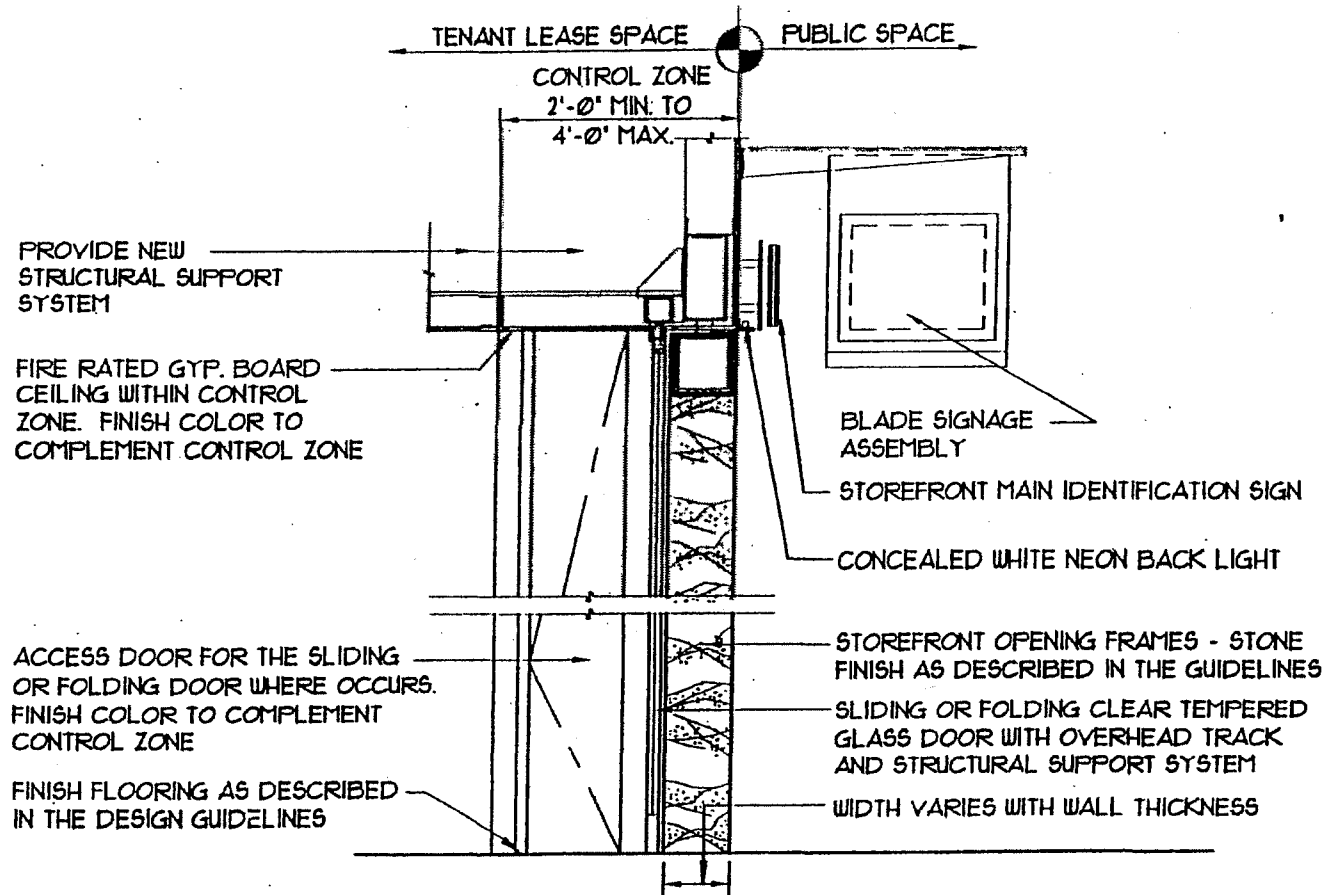 TENANT LEASE SPACE
PUBLIC SPACE
CONTROL ZONE
2'-0" MIN. TO
4'-0" MAX.
PROVIDE NEW
STRUCTURAL SUPPORT
SYSTEM
FIRE RATED GYP. BOARD
CEILING WITHIN CONTROL
ZONE. FINISH COLOR TO
COMPLEMENT CONTROL ZONE
BLADE SIGNAGE
ASSEMBLY
STOREFRONT MAIN IDENTIFICATION SIGN
CONCEALED WHITE NEON BACK LIGHT
ACCESS DOOR FOR THE SLIDING
OR FOLDING DOOR WHERE OCCURS.
FINISH COLOR TO COMPLEMENT
CONTROL ZONE
FINISH FLOORING AS DESCRIBED
IN THE DESIGN GUIDELINES
STOREFRONT OPENING FRAMES - STONE
FINISH AS DESCRIBED IN THE GUIDELINES
SLIDING OR FOLDING CLEAR TEMPERED
GLASS DOOR WITH OVERHEAD TRACK
AND STRUCTURAL SUPPORT SYSTEM
WIDTH VARIES WITH WALL THICKNESS